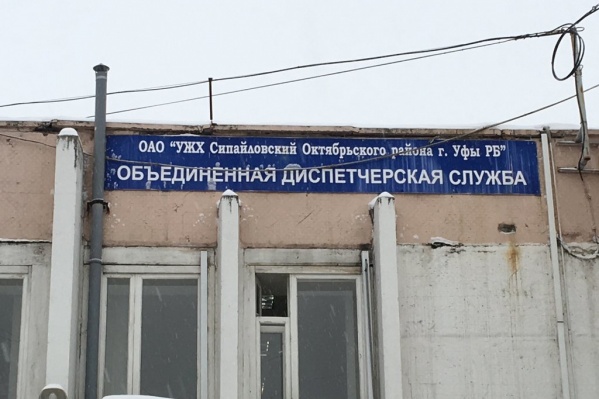 ОАО "УЖХ Сипайловский Октябрьского района г. Уфы РБ"
ОБЪЕДИНЕННАЯ ДИСПЕТЧЕРСКАЯ СЛУЖБА